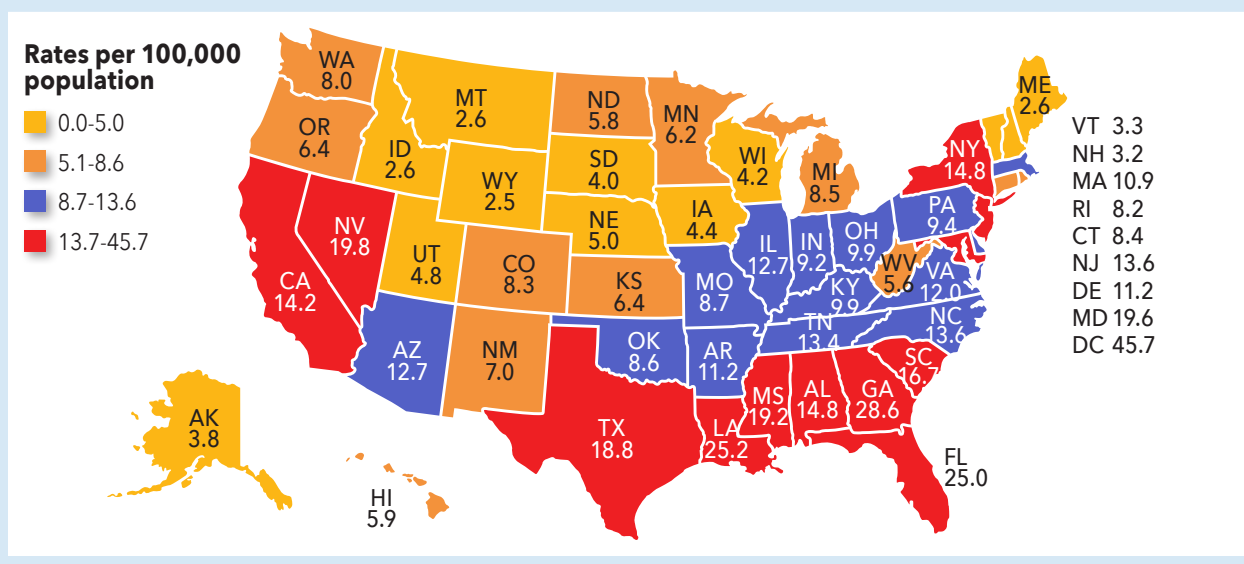 Rates per 100,000
population
0.0-5.0
5.1-8.6
8.7-13.6
13.7-45.7
WA
8.0
OR
6.4
ID
2.6
MT
2.6
WY
2.5
NV
19.8
CA
14.2
UT
4.8
AZ
12.7
CO
8.3
NM
7.0
ND
5.8
SD
4.0
NE
5.0
KS
6.4
OK
8.6
TX
18.8
MN
6.2
IA
4.4
MO
8.7
AR
11.2
LA
25.2
WI
4.2
IL
12.7
MI
8.5
IN
9.2
OH
9.9
KY
9.9
TN
13.4
MS
19.2
AL
14.8
GA
28.6
FL
25.0
SC
16.7
NC
13.6
VA
12.0
WV
5.6
PA
9.4
NY
14.8
ME
2.6
VT 3.3
NH 3.2
MA 10.9
RI 8.2
CT 8.4
NJ 13.6
DE 11.2
MD 19.6
DC 45.7
AK
3.8
HI
5.9